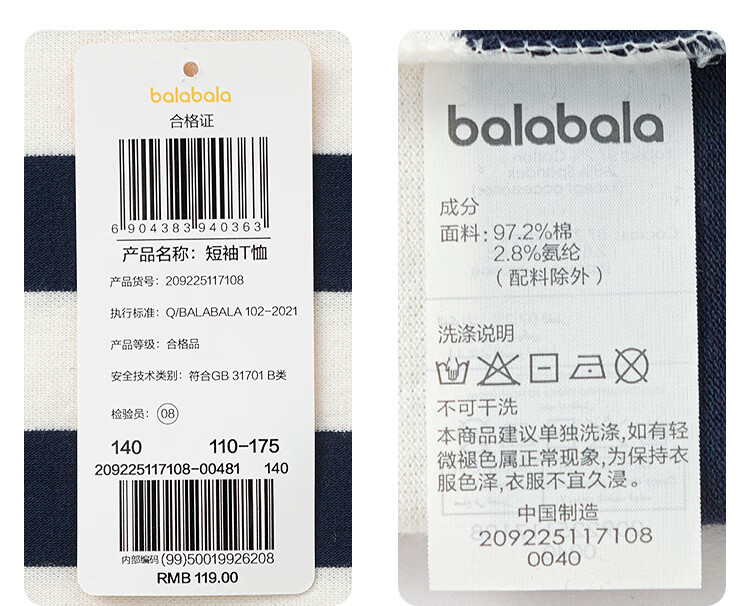 balabala
合格证
6 904383 940363
产品名称：短袖T恤
产品货号：209225117108
执行标准：Q/BALABALA 102-2021
产品等级：合格品
安全技术类别：符合GB 31701 B类
检验员：08
140 110-175
209225117108-00481 140
内部编码 (99)50019926208
RMB 119.00
balabala
成分
面料：97.2%棉
2.8%氨纶
（配料除外）
洗涤说明
不可干洗
本商品建议单独洗涤,如有轻
微褪色属正常现象,为保持衣
服色泽,衣服不宜久浸。
中国制造
209225117108
0040